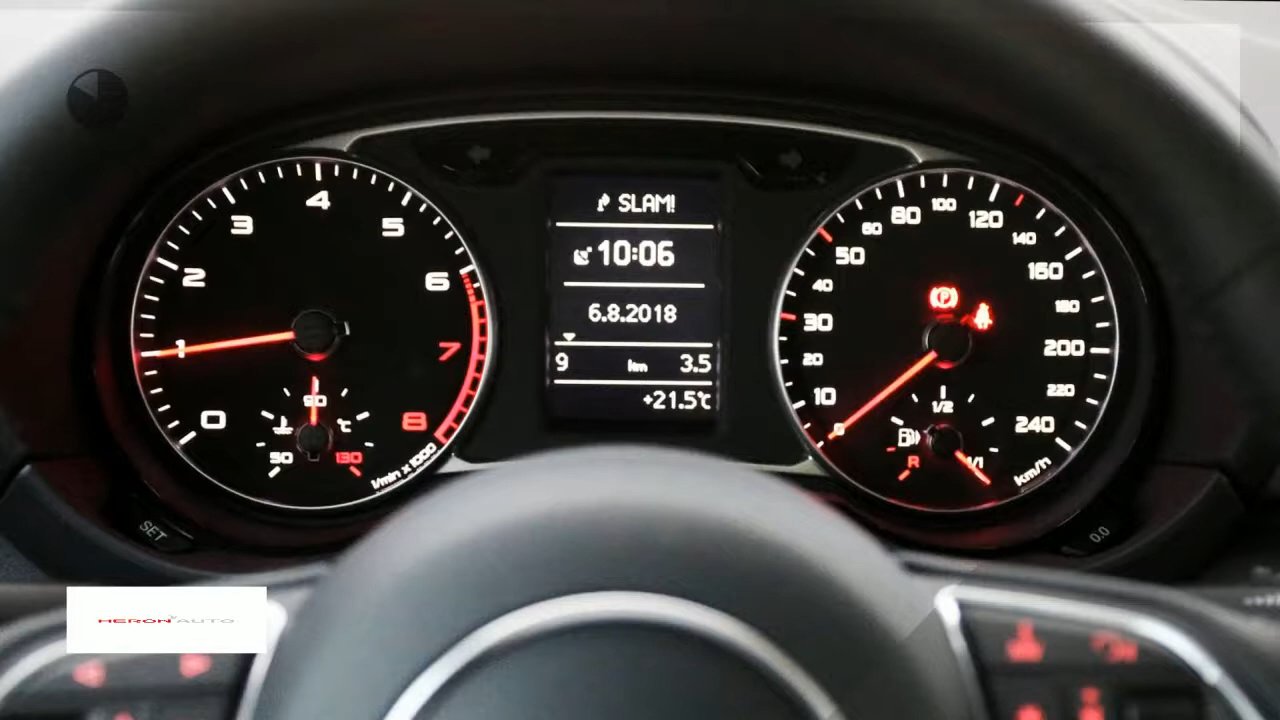 SLAM!
10:06
6.8.2018
9 km 3.5
+21.5°C
0 1 2 3 4 5 6 7 8
1/min x 1000
50 90 130 °C
0 10 20 30 40 50 60 80 100 120 140 160 180 200 220 240
km/h
R 1/2 1/1
(P)
SET
0.0
HERON AUTO